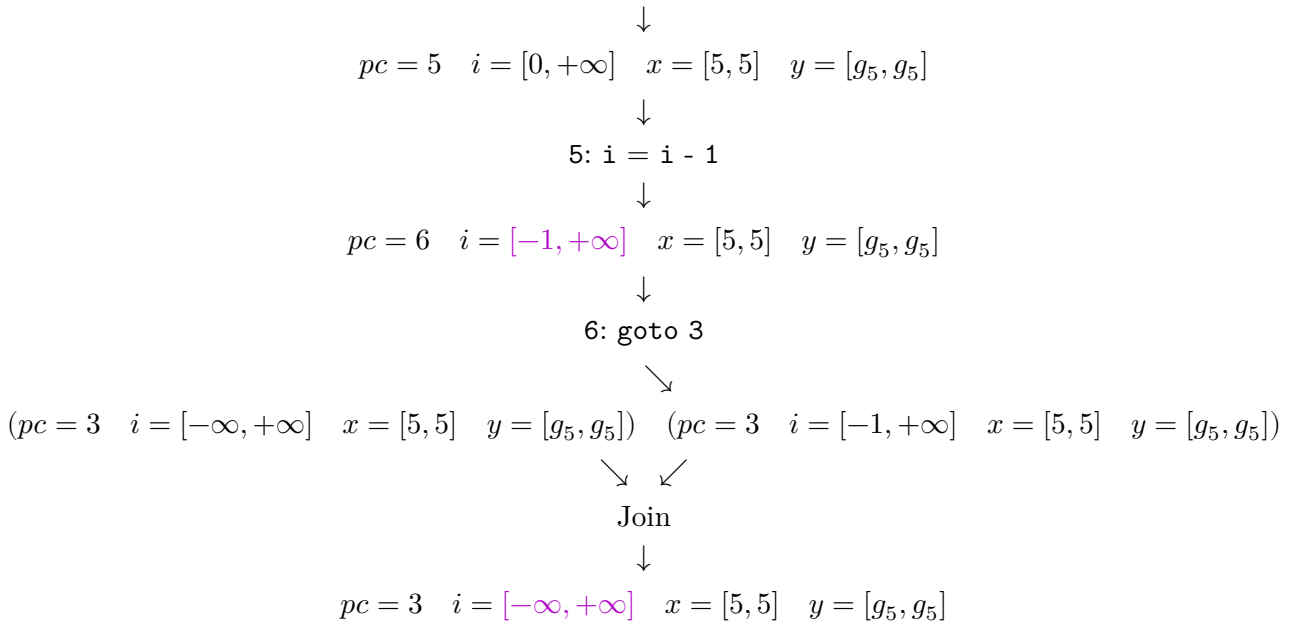 ↓
pc = 5 i = [0, +∞] x = [5, 5] y = [g₅, g₅]
↓
5: i = i - 1
↓
pc = 6 i = [−1, +∞] x = [5, 5] y = [g₅, g₅]
↓
6: goto 3
↘
(pc = 3 i = [−∞, +∞] x = [5, 5] y = [g₅, g₅]) (pc = 3 i = [−1, +∞] x = [5, 5] y = [g₅, g₅])
↘ ↙
Join
↓
pc = 3 i = [−∞, +∞] x = [5, 5] y = [g₅, g₅]